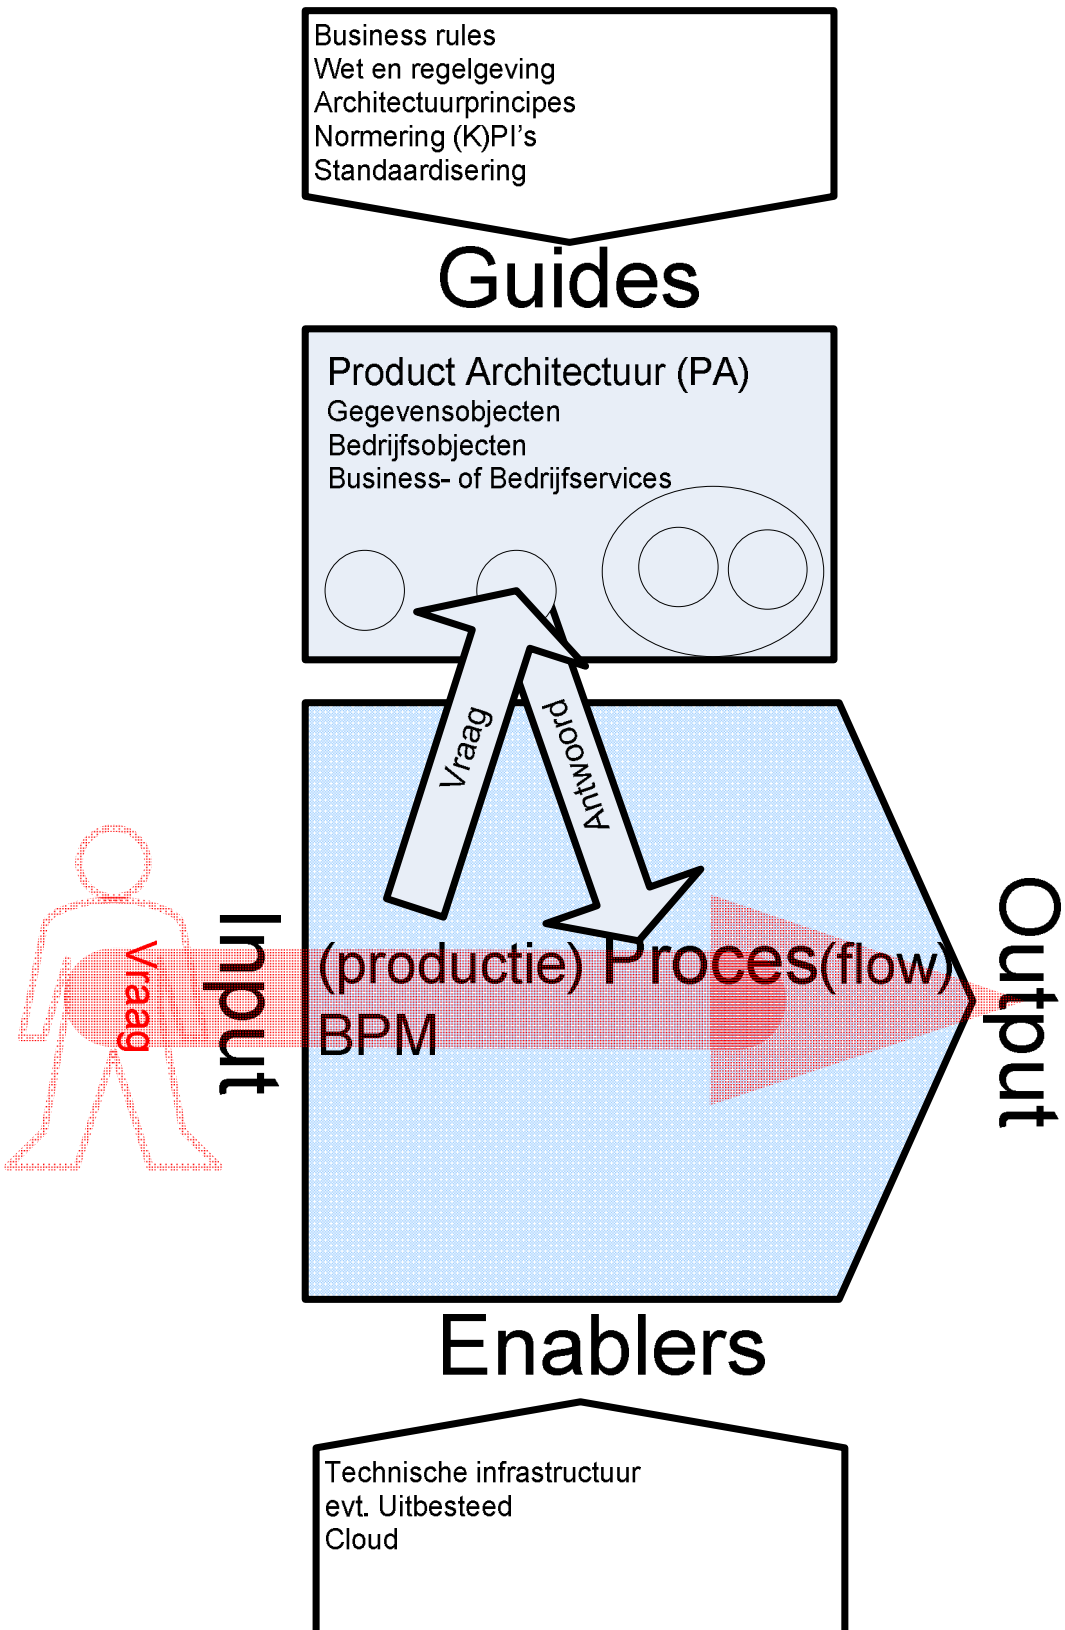 Business rules
Wet en regelgeving
Architectuurprincipes
Normering (K)PI's
Standaardisering
Guides
Product Architectuur (PA)
Gegevensobjecten
Bedrijfsobjecten
Business- of Bedrijfservices
Vraag
Antwoord
Vraag
Input
(productie) Proces(flow)
BPM
Output
Enablers
Technische infrastructuur
evt. Uitbesteed
Cloud